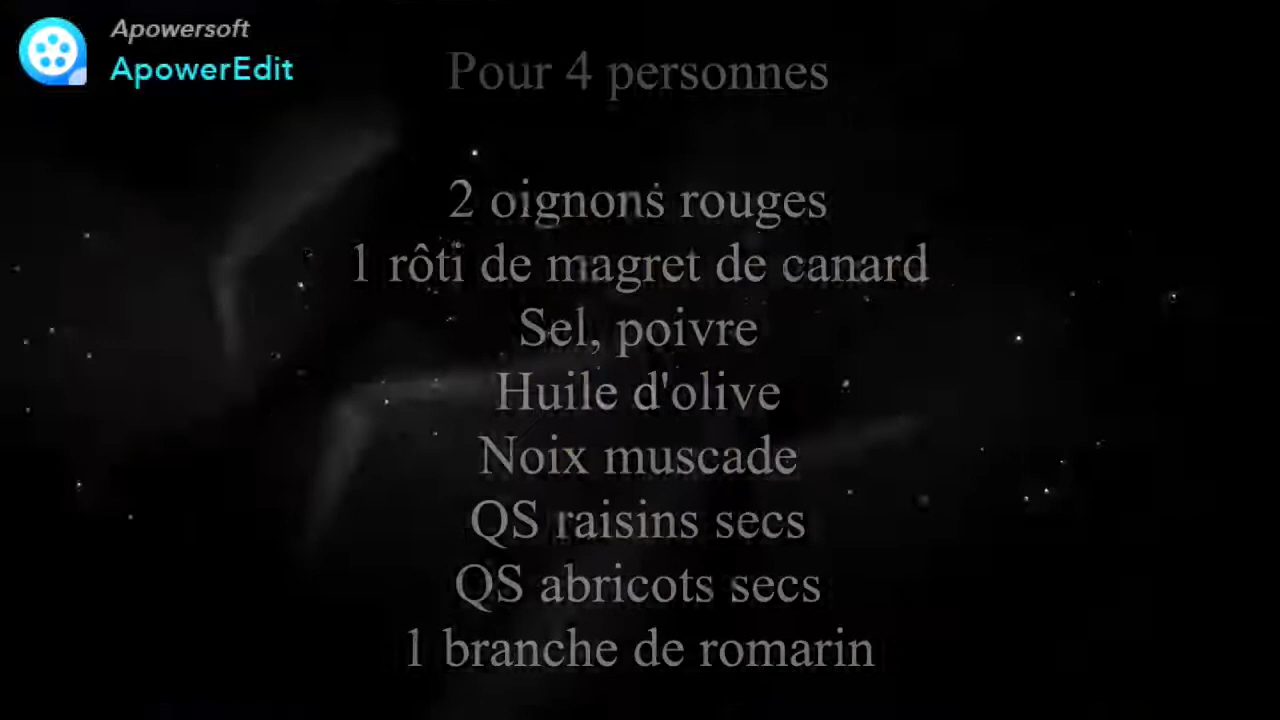 Apowersoft
ApowerEdit
Pour 4 personnes
2 oignons rouges
1 rôti de magret de canard
Sel, poivre
Huile d'olive
Noix muscade
QS raisins secs
QS abricots secs
1 branche de romarin